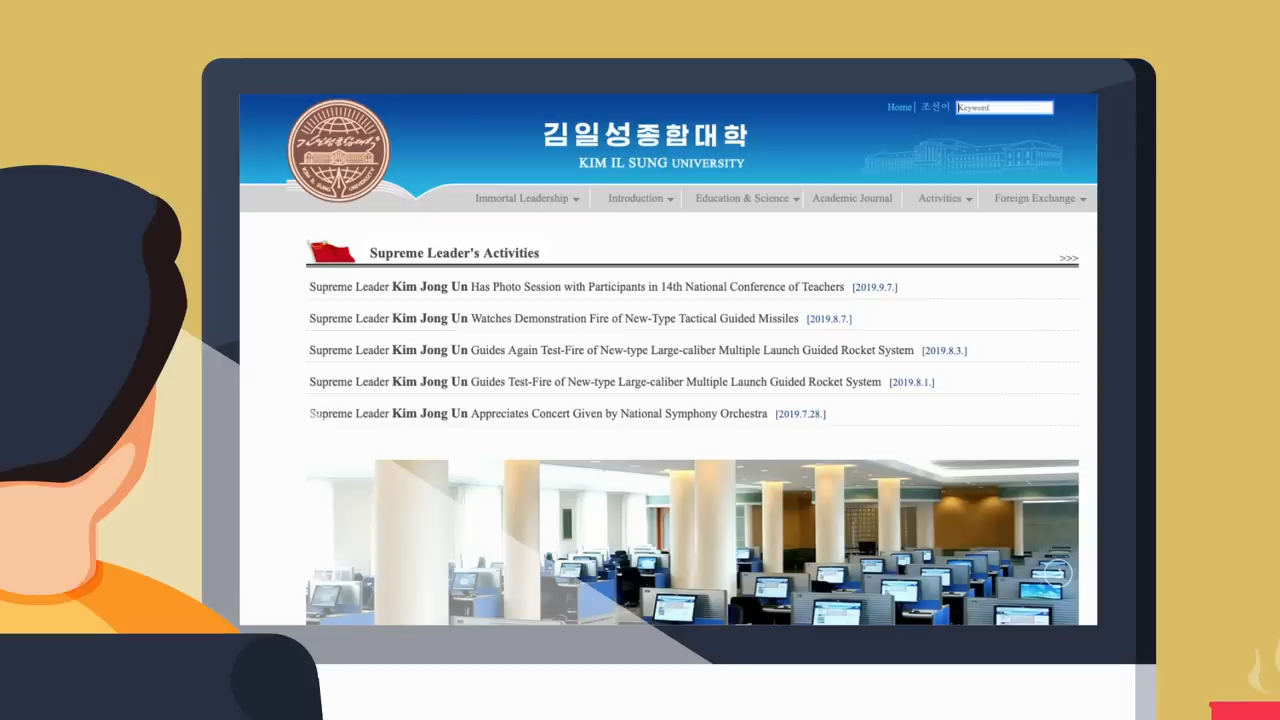 Home | 조선어 Keyword
김일성종합대학
KIM IL SUNG UNIVERSITY
Immortal Leadership Introduction Education & Science Academic Journal Activities Foreign Exchange
Supreme Leader's Activities
>>>
Supreme Leader Kim Jong Un Has Photo Session with Participants in 14th National Conference of Teachers [2019.9.7.]
Supreme Leader Kim Jong Un Watches Demonstration Fire of New-Type Tactical Guided Missiles [2019.8.7.]
Supreme Leader Kim Jong Un Guides Again Test-Fire of New-type Large-caliber Multiple Launch Guided Rocket System [2019.8.3.]
Supreme Leader Kim Jong Un Guides Test-Fire of New-type Large-caliber Multiple Launch Guided Rocket System [2019.8.1.]
Supreme Leader Kim Jong Un Appreciates Concert Given by National Symphony Orchestra [2019.7.28.]